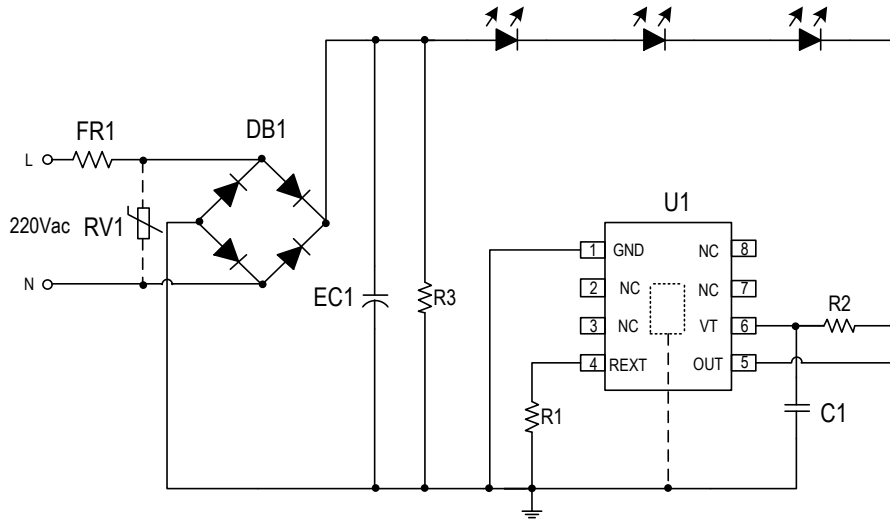 FR1
DB1
L
220Vac
RV1
N
EC1
R3
U1
1
GND
NC
8
2
NC
NC
7
3
NC
VT
6
4
REXT
OUT
5
R2
R1
C1